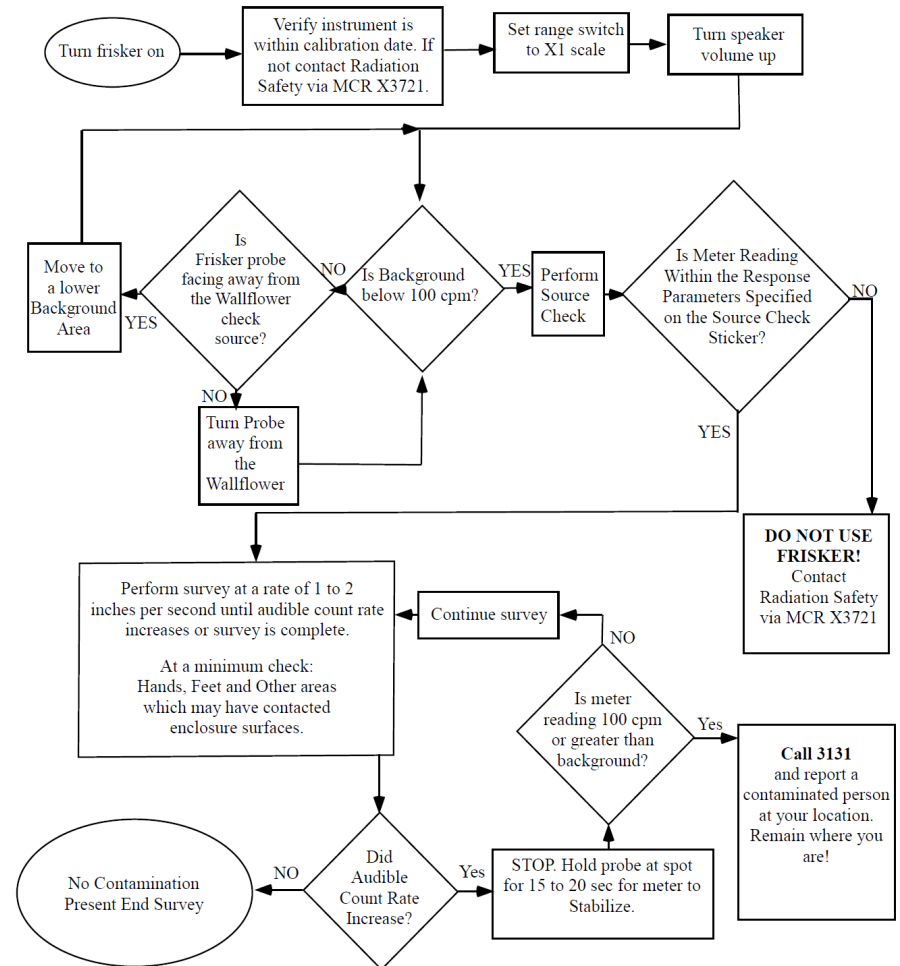 Turn frisker on
Verify instrument is
within calibration date. If
not contact Radiation
Safety via MCR X3721.
Set range switch
to X1 scale
Turn speaker
volume up
Move to
a lower
Background
Area
YES
Is
Frisker probe
facing away from
the Wallflower
check
source?
NO
Is Background
below 100 cpm?
YES
Perform
Source
Check
Is Meter Reading
Within the Response
Parameters Specified
on the Source Check
Sticker?
NO
NO
Turn Probe
away from
the
Wallflower
YES
DO NOT USE
FRISKER!
Contact
Radiation Safety
via MCR X3721
Perform survey at a rate of 1 to 2
inches per second until audible count rate
increases or survey is complete.
At a minimum check:
Hands, Feet and Other areas
which may have contacted
enclosure surfaces.
Continue survey
NO
Is meter
reading 100 cpm
or greater than
background?
Yes
Call 3131
and report a
contaminated person
at your location.
Remain where you
are!
No Contamination
Present End Survey
NO
Did
Audible
Count Rate
Increase?
Yes
STOP. Hold probe at spot
for 15 to 20 sec for meter to
Stabilize.